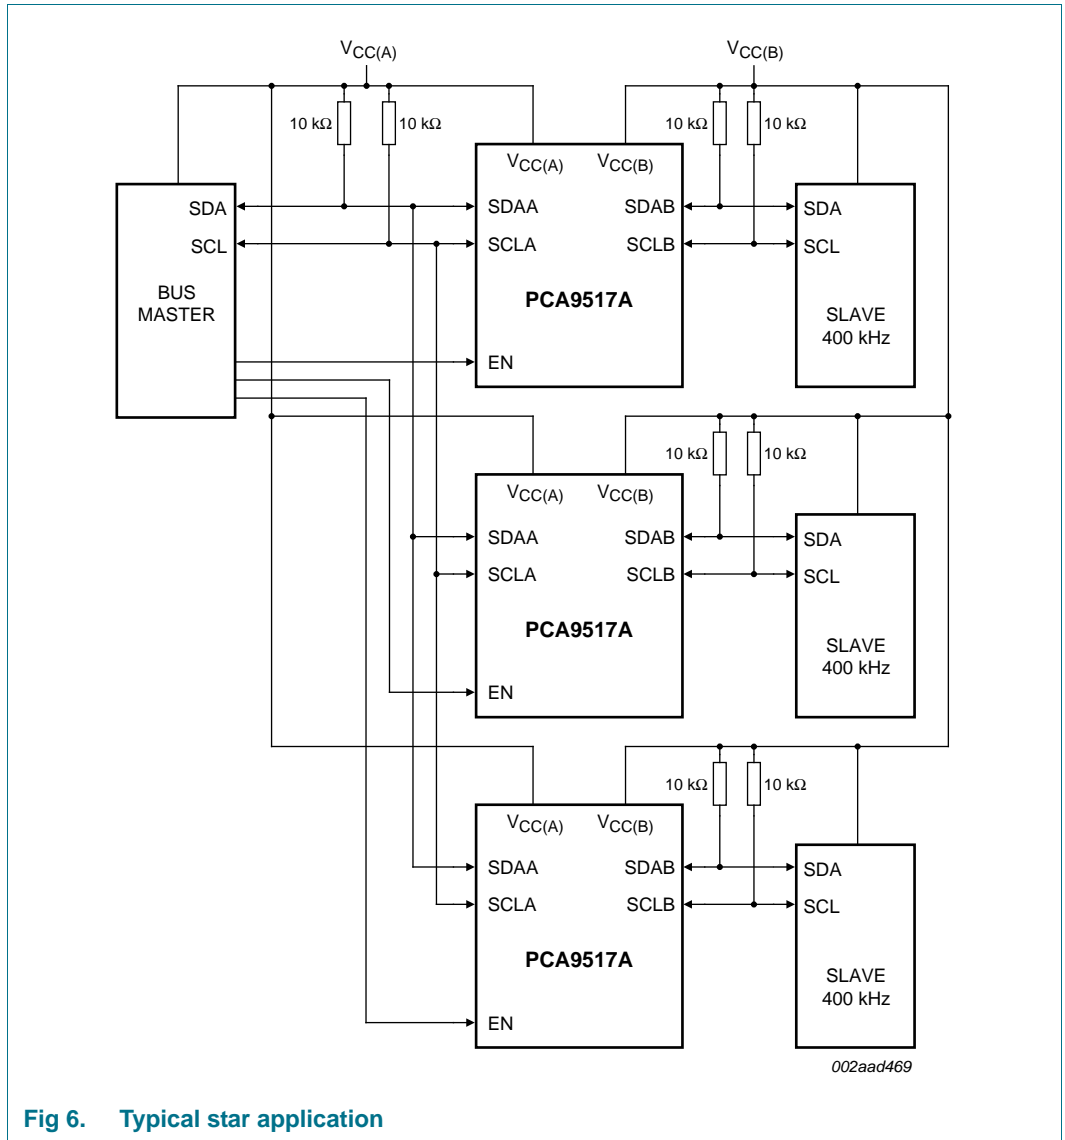 VCC(A) VCC(B)
10 kΩ 10 kΩ 10 kΩ 10 kΩ
VCC(A) VCC(B)
SDA SDAA SDAB SDA
SCL SCLA SCLB SCL
BUS
MASTER
PCA9517A
SLAVE
400 kHz
EN
10 kΩ 10 kΩ
VCC(A) VCC(B)
SDAA SDAB SDA
SCLA SCLB SCL
PCA9517A
SLAVE
400 kHz
EN
10 kΩ 10 kΩ
VCC(A) VCC(B)
SDAA SDAB SDA
SCLA SCLB SCL
PCA9517A
SLAVE
400 kHz
EN
002aad469
Fig 6. Typical star application